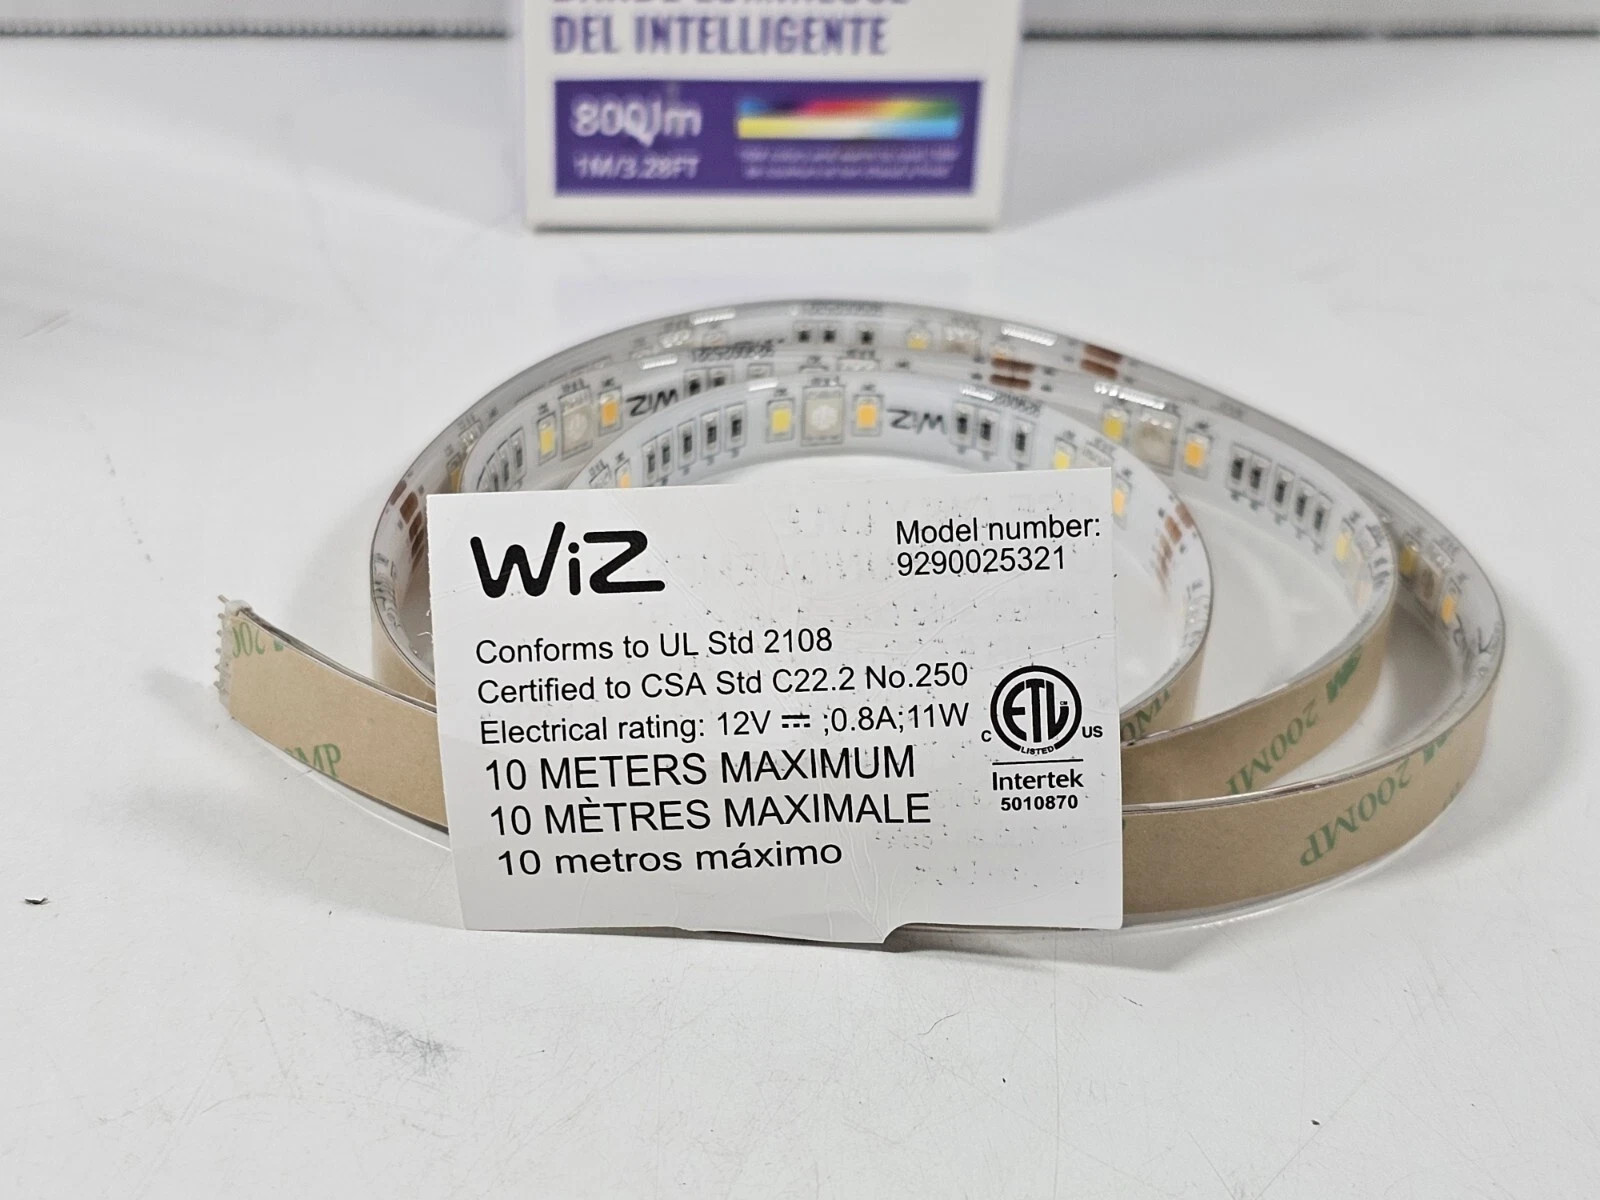 DEL INTELLIGENTE
800lm
1M/3.28FT
WiZ
WiZ
WiZ
Model number:
9290025321
Conforms to UL Std 2108
Certified to CSA Std C22.2 No.250
Electrical rating: 12V ⎓ ;0.8A;11W
10 METERS MAXIMUM
10 MÈTRES MAXIMALE
10 metros máximo
ETL
CM
C US
LISTED
Intertek
5010870
200MP
200MP